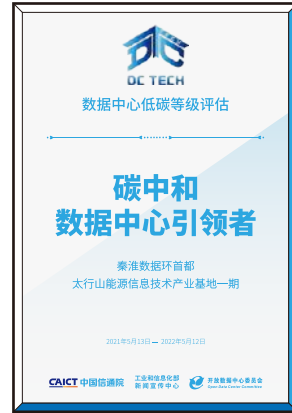 DC TECH
数据中心低碳等级评估
碳中和
数据中心引领者
秦淮数据环首都
太行山能源信息技术产业基地一期
2021年5月13日 — 2022年5月12日
CAICT 中国信通院
工业和信息化部
新闻宣传中心
开放数据中心委员会
Open Data Center Committee